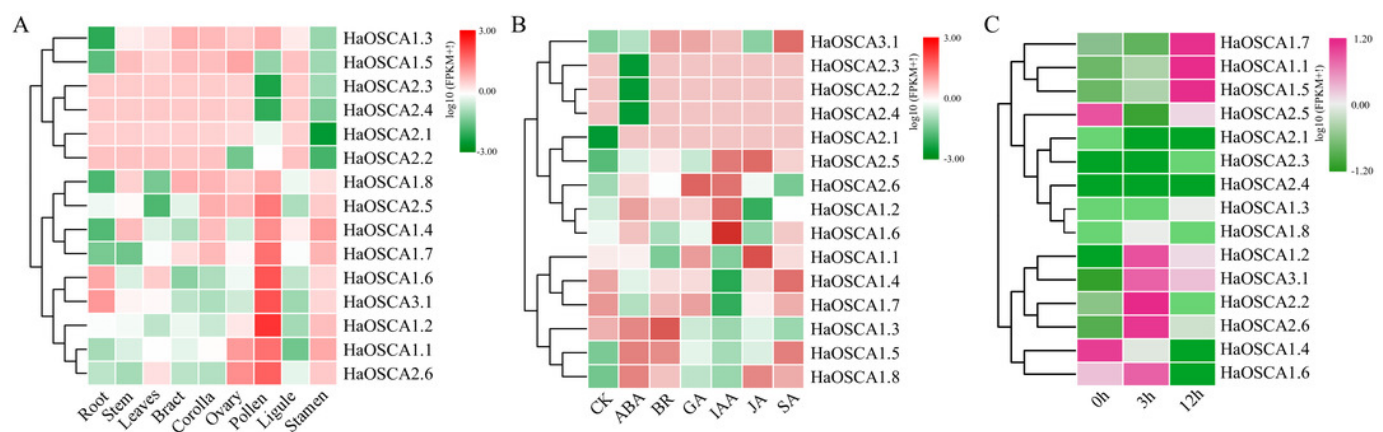 A
HaOSCA1.3
HaOSCA1.5
HaOSCA2.3
HaOSCA2.4
HaOSCA2.1
HaOSCA2.2
HaOSCA1.8
HaOSCA2.5
HaOSCA1.4
HaOSCA1.7
HaOSCA1.6
HaOSCA3.1
HaOSCA1.2
HaOSCA1.1
HaOSCA2.6
Root Stem Leaves Bract Corolla Ovary Pollen Ligule Stamen
3.00
0.00
-3.00
log10 (FPKM+!)
B
HaOSCA3.1
HaOSCA2.3
HaOSCA2.2
HaOSCA2.4
HaOSCA2.1
HaOSCA2.5
HaOSCA2.6
HaOSCA1.2
HaOSCA1.6
HaOSCA1.1
HaOSCA1.4
HaOSCA1.7
HaOSCA1.3
HaOSCA1.5
HaOSCA1.8
CK ABA BR GA IAA JA SA
log10 (FPKM+!)
3.00
0.00
-3.00
C
HaOSCA1.7
HaOSCA1.1
HaOSCA1.5
HaOSCA2.5
HaOSCA2.1
HaOSCA2.3
HaOSCA2.4
HaOSCA1.3
HaOSCA1.8
HaOSCA1.2
HaOSCA3.1
HaOSCA2.2
HaOSCA2.6
HaOSCA1.4
HaOSCA1.6
0h 3h 12h
log10 (FPKM+!)
1.20
0.00
-1.20